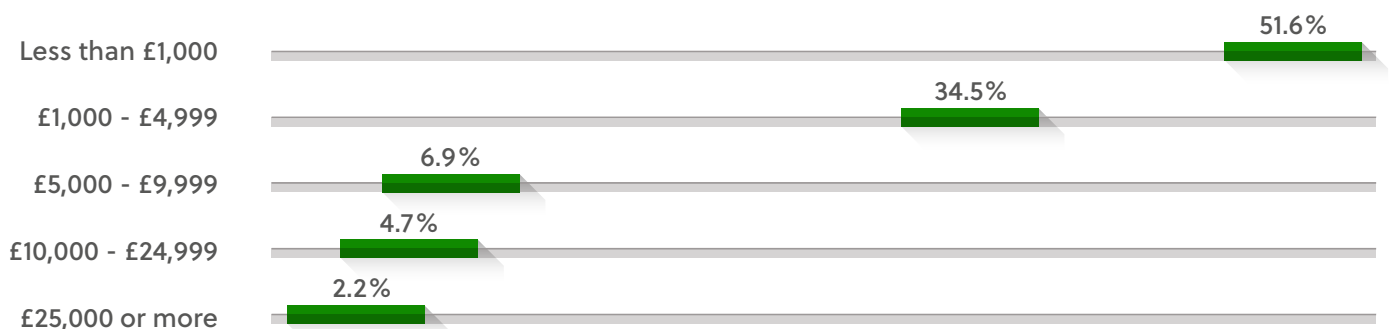 51.6%
Less than £1,000
34.5%
£1,000 - £4,999
6.9%
£5,000 - £9,999
4.7%
£10,000 - £24,999
2.2%
£25,000 or more